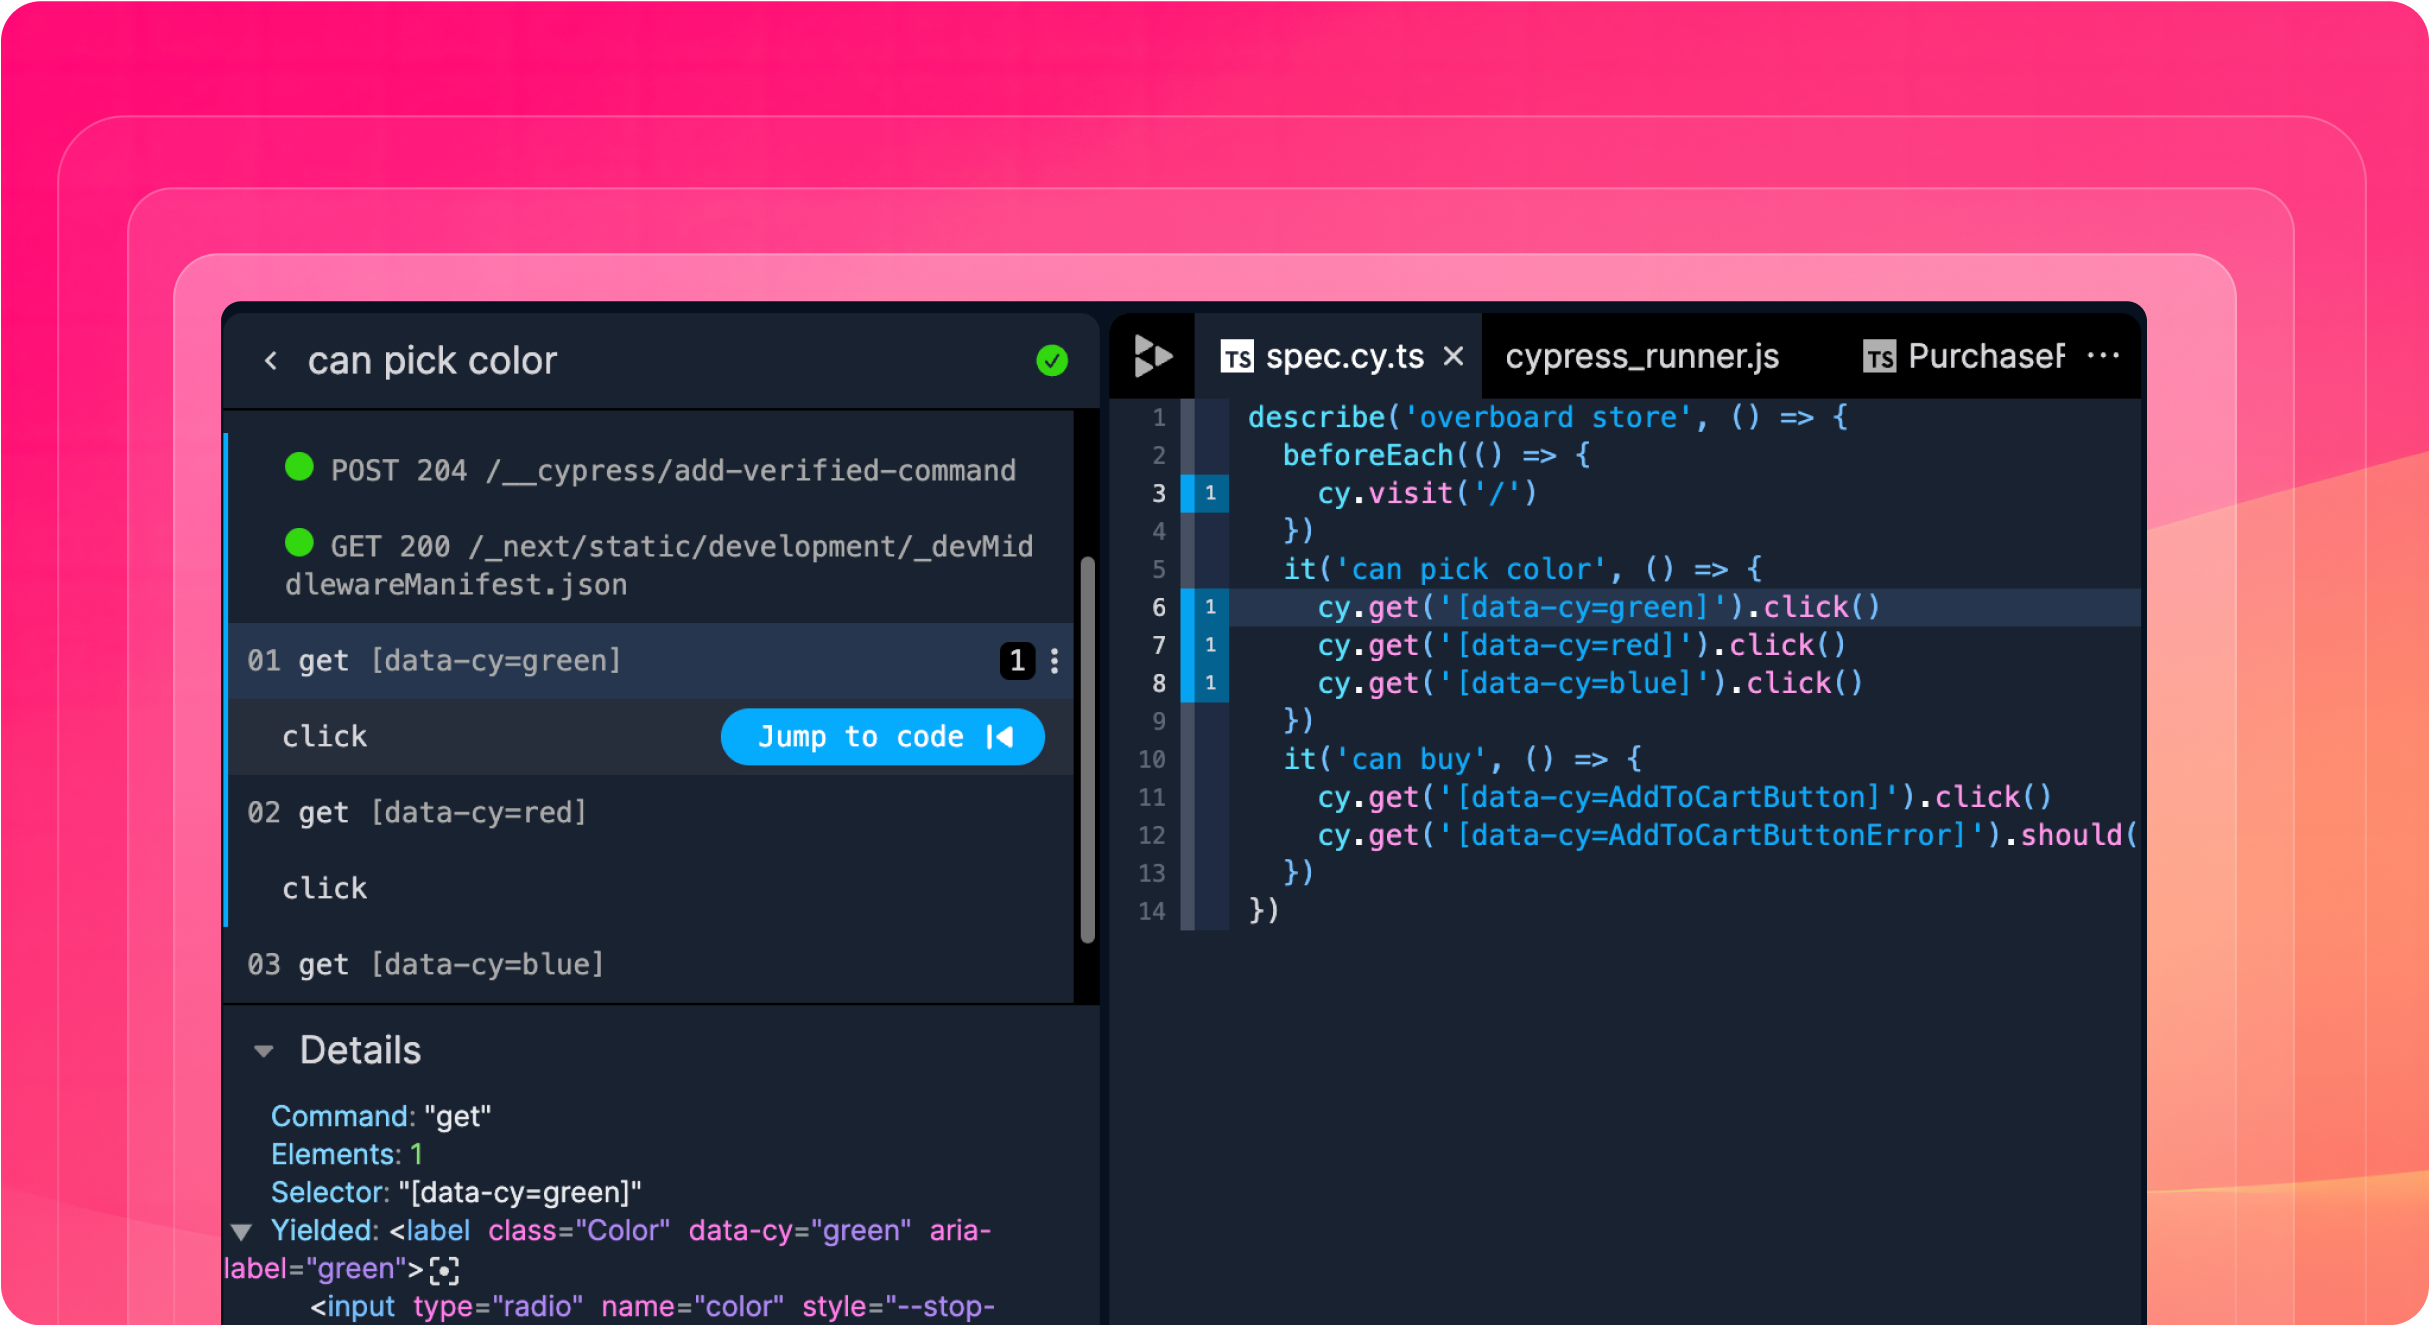 can pick color
POST 204 /__cypress/add-verified-command
GET 200 /_next/static/development/_devMid
dlewareManifest.json
01 get [data-cy=green] 1
click Jump to code
02 get [data-cy=red]
click
03 get [data-cy=blue]
Details
Command: "get"
Elements: 1
Selector: "[data-cy=green]"
Yielded: <label class="Color" data-cy="green" aria-
label="green">
<input type="radio" name="color" style="--stop-
TS spec.cy.ts × cypress_runner.js TS PurchaseF ···
1 describe('overboard store', () => {
2 beforeEach(() => {
3 1 cy.visit('/')
4 })
5 it('can pick color', () => {
6 1 cy.get('[data-cy=green]').click()
7 1 cy.get('[data-cy=red]').click()
8 1 cy.get('[data-cy=blue]').click()
9 })
10 it('can buy', () => {
11 cy.get('[data-cy=AddToCartButton]').click()
12 cy.get('[data-cy=AddToCartButtonError]').should(
13 })
14 })